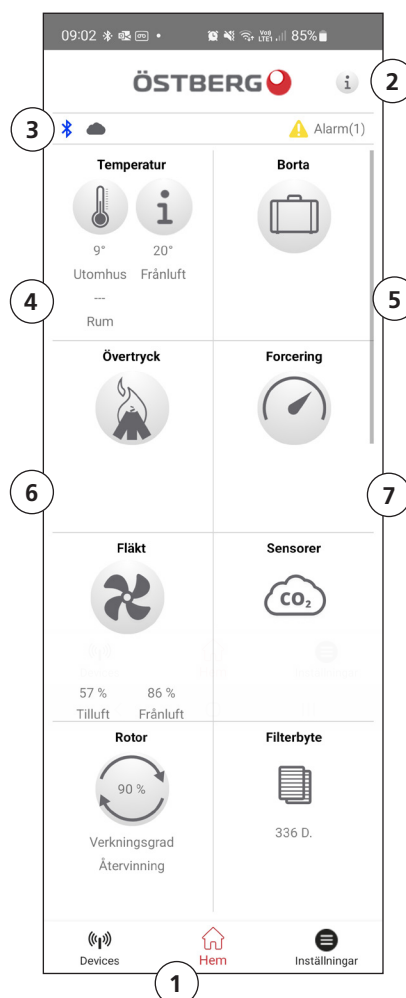 09:02 85%
ÖSTBERG i 2
3 Alarm(1)
Temperatur Borta
i
9° 20°
Utomhus Frånluft
4 --- 5
Rum
Övertryck Forcering
6 7
Fläkt Sensorer
CO₂
57 % 86 %
Tilluft Frånluft
Rotor Filterbyte
90 %
336 D.
Verkningsgrad
Återvinning
Devices Hem Inställningar
1